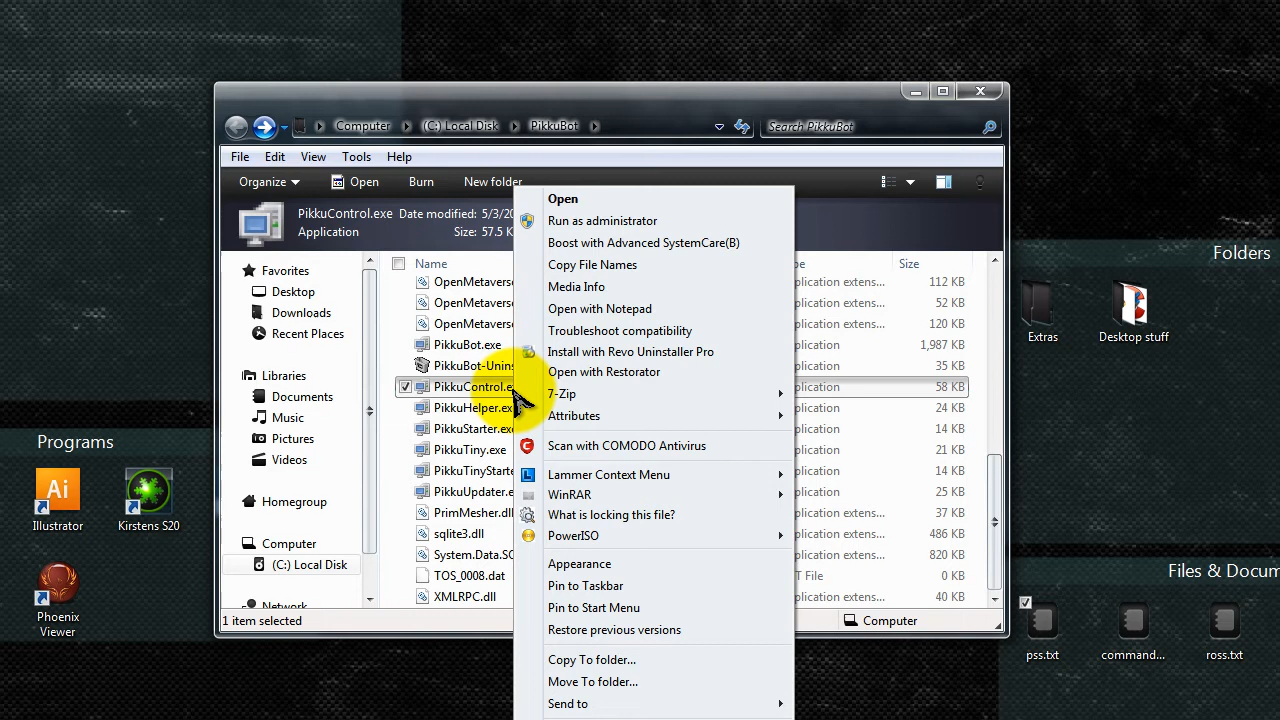 Computer (C:) Local Disk PikkuBot
Search PikkuBot
File Edit View Tools Help
Organize Open Burn New folder
PikkuControl.exe Date modified: 5/3/20
Application Size: 57.5 K
Favorites
Desktop
Downloads
Recent Places
Libraries
Documents
Music
Pictures
Videos
Homegroup
Computer
(C:) Local Disk
Network
Name pe Size
OpenMetavers plication extens... 112 KB
OpenMetavers plication extens... 52 KB
OpenMetavers plication extens... 120 KB
PikkuBot.exe plication 1,987 KB
PikkuBot-Unins plication 35 KB
PikkuControl.e plication 58 KB
PikkuHelper.ex plication 24 KB
PikkuStarter.exe plication 14 KB
PikkuTiny.exe plication 21 KB
PikkuTinyStarte plication 14 KB
PikkuUpdater.e plication 25 KB
PrimMesher.dll plication extens... 37 KB
sqlite3.dll plication extens... 486 KB
System.Data.SQ plication extens... 820 KB
TOS_0008.dat T File 0 KB
XMLRPC.dll plication extens... 40 KB
1 item selected Computer
Open
Run as administrator
Boost with Advanced SystemCare(B)
Copy File Names
Media Info
Open with Notepad
Troubleshoot compatibility
Install with Revo Uninstaller Pro
Open with Restorator
7-Zip
Attributes
Scan with COMODO Antivirus
Lammer Context Menu
WinRAR
What is locking this file?
PowerISO
Appearance
Pin to Taskbar
Pin to Start Menu
Restore previous versions
Copy To folder...
Move To folder...
Send to
Programs
Ai
Illustrator
Kirstens S20
Phoenix
Viewer
Folders
Extras
Desktop stuff
Files & Docum
pss.txt
command...
ross.txt